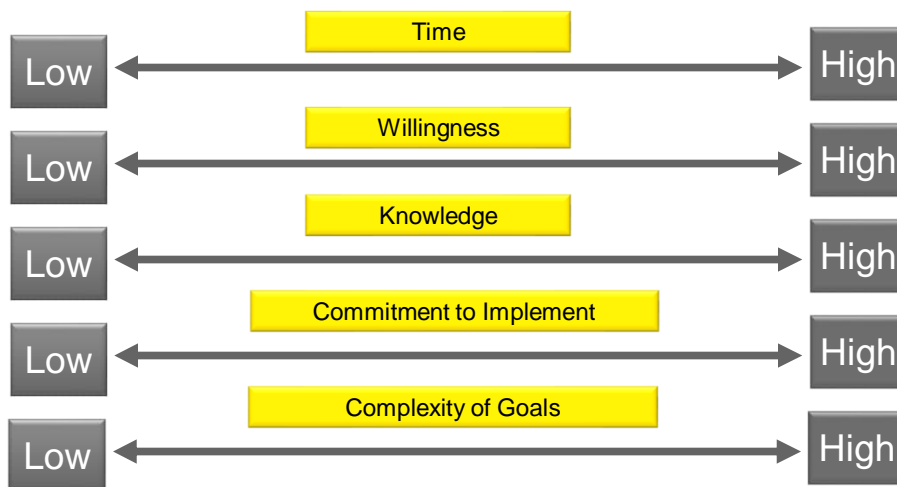 Time
Low High
Willingness
Low High
Knowledge
Low High
Commitment to Implement
Low High
Complexity of Goals
Low High